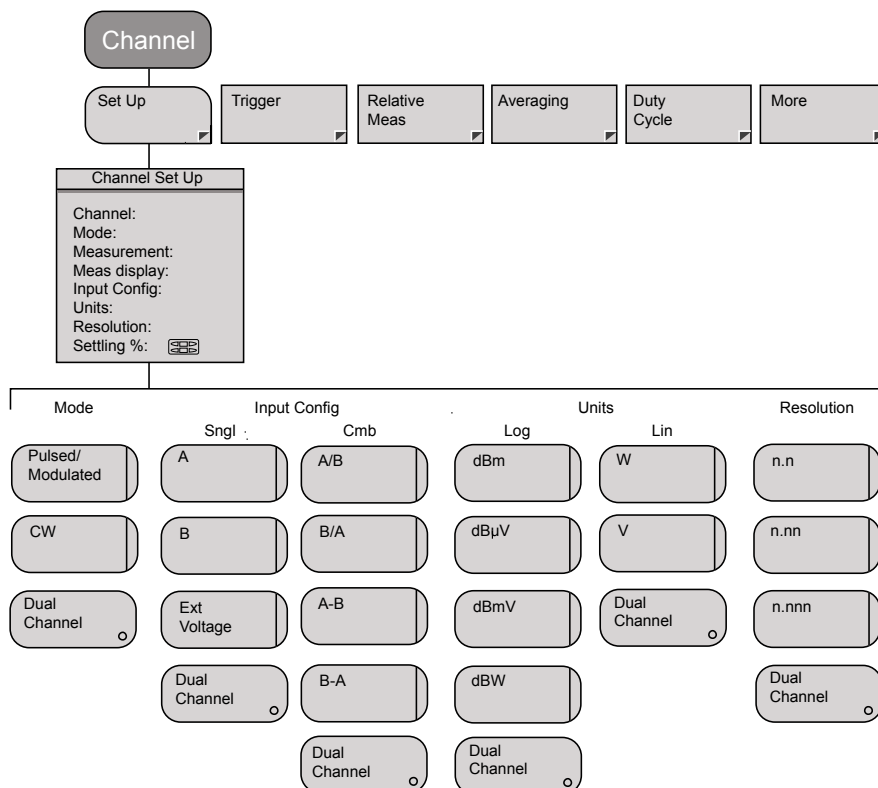 Channel
Set Up
Trigger
Relative
Meas
Averaging
Duty
Cycle
More
Channel Set Up
Channel:
Mode:
Measurement:
Meas display:
Input Config:
Units:
Resolution:
Settling %:
Mode
Pulsed/
Modulated
CW
Dual
Channel
Input Config
Sngl
A
B
Ext
Voltage
Dual
Channel
Cmb
A/B
B/A
A-B
B-A
Dual
Channel
Units
Log
dBm
dBµV
dBmV
dBW
Dual
Channel
Lin
W
V
Dual
Channel
Resolution
n.n
n.nn
n.nnn
Dual
Channel